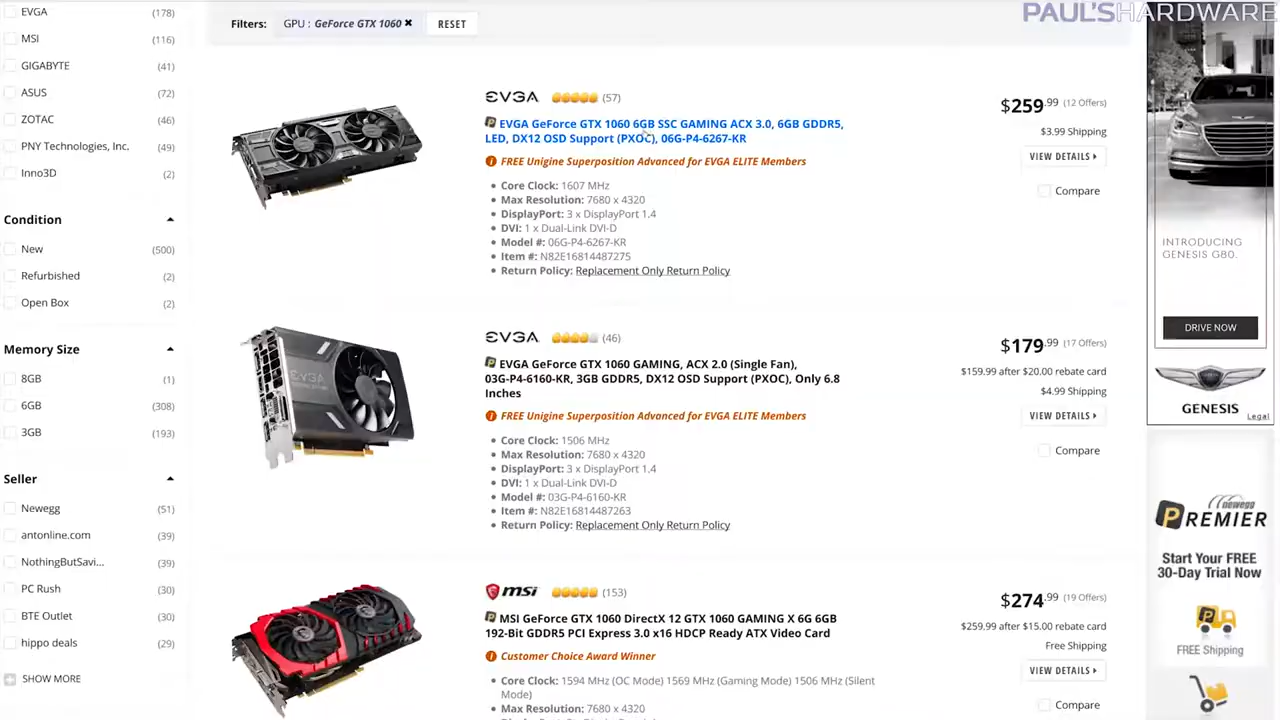 PAUL'SHARDWARE
EVGA (178)
MSI (116)
GIGABYTE (41)
ASUS (72)
ZOTAC (46)
PNY Technologies, Inc. (49)
Inno3D (2)
Condition
New (500)
Refurbished (2)
Open Box (2)
Memory Size
8GB (1)
6GB (308)
3GB (193)
Seller
Newegg (51)
antonline.com (39)
NothingButSavi... (39)
PC Rush (30)
BTE Outlet (30)
hippo deals (29)
SHOW MORE
Filters: GPU : GeForce GTX 1060 RESET
EVGA (57)
EVGA GeForce GTX 1060 6GB SSC GAMING ACX 3.0, 6GB GDDR5,
LED, DX12 OSD Support (PXOC), 06G-P4-6267-KR
FREE Unigine Superposition Advanced for EVGA ELITE Members
Core Clock: 1607 MHz
Max Resolution: 7680 x 4320
DisplayPort: 3 x DisplayPort 1.4
DVI: 1 x Dual-Link DVI-D
Model #: 06G-P4-6267-KR
Item #: N82E16814487275
Return Policy: Replacement Only Return Policy
$259.99 (12 Offers)
$3.99 Shipping
VIEW DETAILS
Compare
EVGA (46)
EVGA GeForce GTX 1060 GAMING, ACX 2.0 (Single Fan),
03G-P4-6160-KR, 3GB GDDR5, DX12 OSD Support (PXOC), Only 6.8
Inches
FREE Unigine Superposition Advanced for EVGA ELITE Members
Core Clock: 1506 MHz
Max Resolution: 7680 x 4320
DisplayPort: 3 x DisplayPort 1.4
DVI: 1 x Dual-Link DVI-D
Model #: 03G-P4-6160-KR
Item #: N82E16814487263
Return Policy: Replacement Only Return Policy
$179.99 (17 Offers)
$159.99 after $20.00 rebate card
$4.99 Shipping
VIEW DETAILS
Compare
msi (153)
MSI GeForce GTX 1060 DirectX 12 GTX 1060 GAMING X 6G 6GB
192-Bit GDDR5 PCI Express 3.0 x16 HDCP Ready ATX Video Card
Customer Choice Award Winner
Core Clock: 1594 MHz (OC Mode) 1569 MHz (Gaming Mode) 1506 MHz (Silent
Mode)
Max Resolution: 7680 x 4320
$274.99 (19 Offers)
$259.99 after $15.00 rebate card
Free Shipping
VIEW DETAILS
Compare
INTRODUCING
GENESIS G80.
DRIVE NOW
GENESIS
Legal
newegg
PREMIER
Start Your FREE
30-Day Trial Now
FREE Shipping